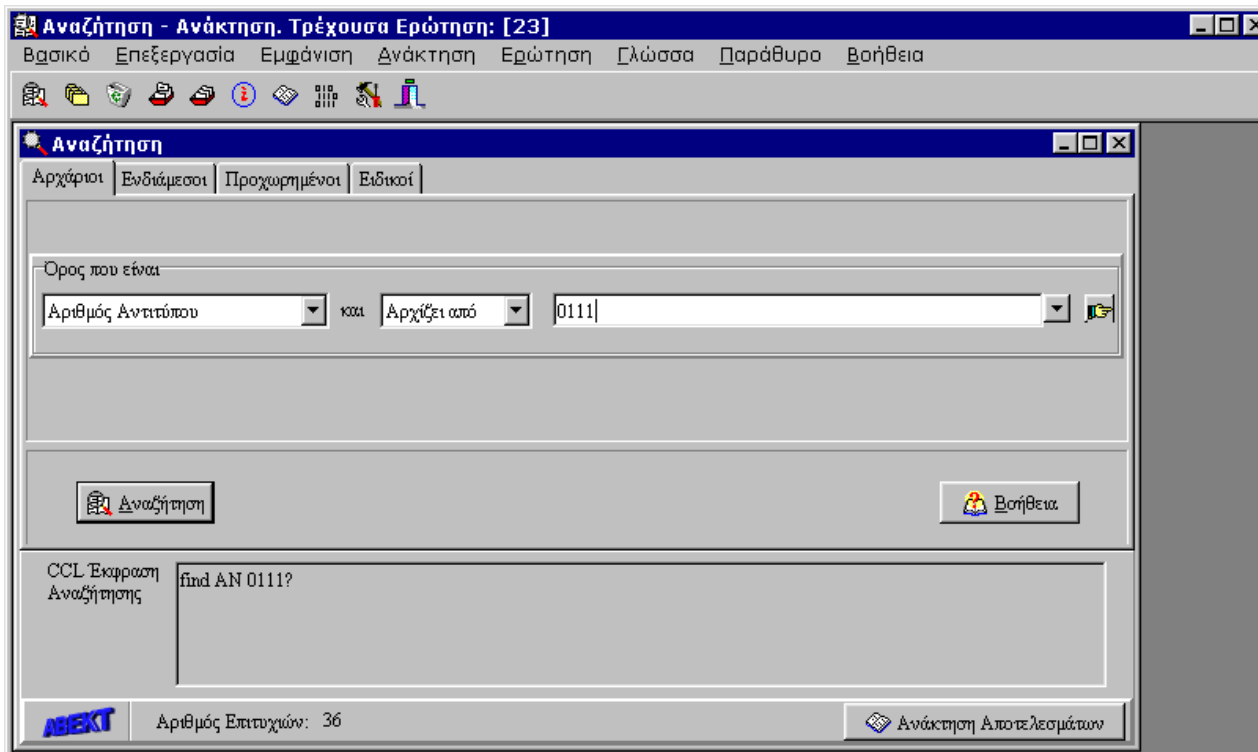 Αναζήτηση - Ανάκτηση. Τρέχουσα Ερώτηση: [23]
Βασικό Επεξεργασία Εμφάνιση Ανάκτηση Ερώτηση Γλώσσα Παράθυρο Βοήθεια
Αναζήτηση
Αρχάριοι Ενδιάμεσοι Προχωρημένοι Ειδικοί
Όρος που είναι
Αριθμός Αντιτύπου και Αρχίζει από 0111
Αναζήτηση Βοήθεια
CCL Έκφραση
Αναζήτησης
find AN 0111?
ABEKT Αριθμός Επιτυχιών: 36 Ανάκτηση Αποτελεσμάτων